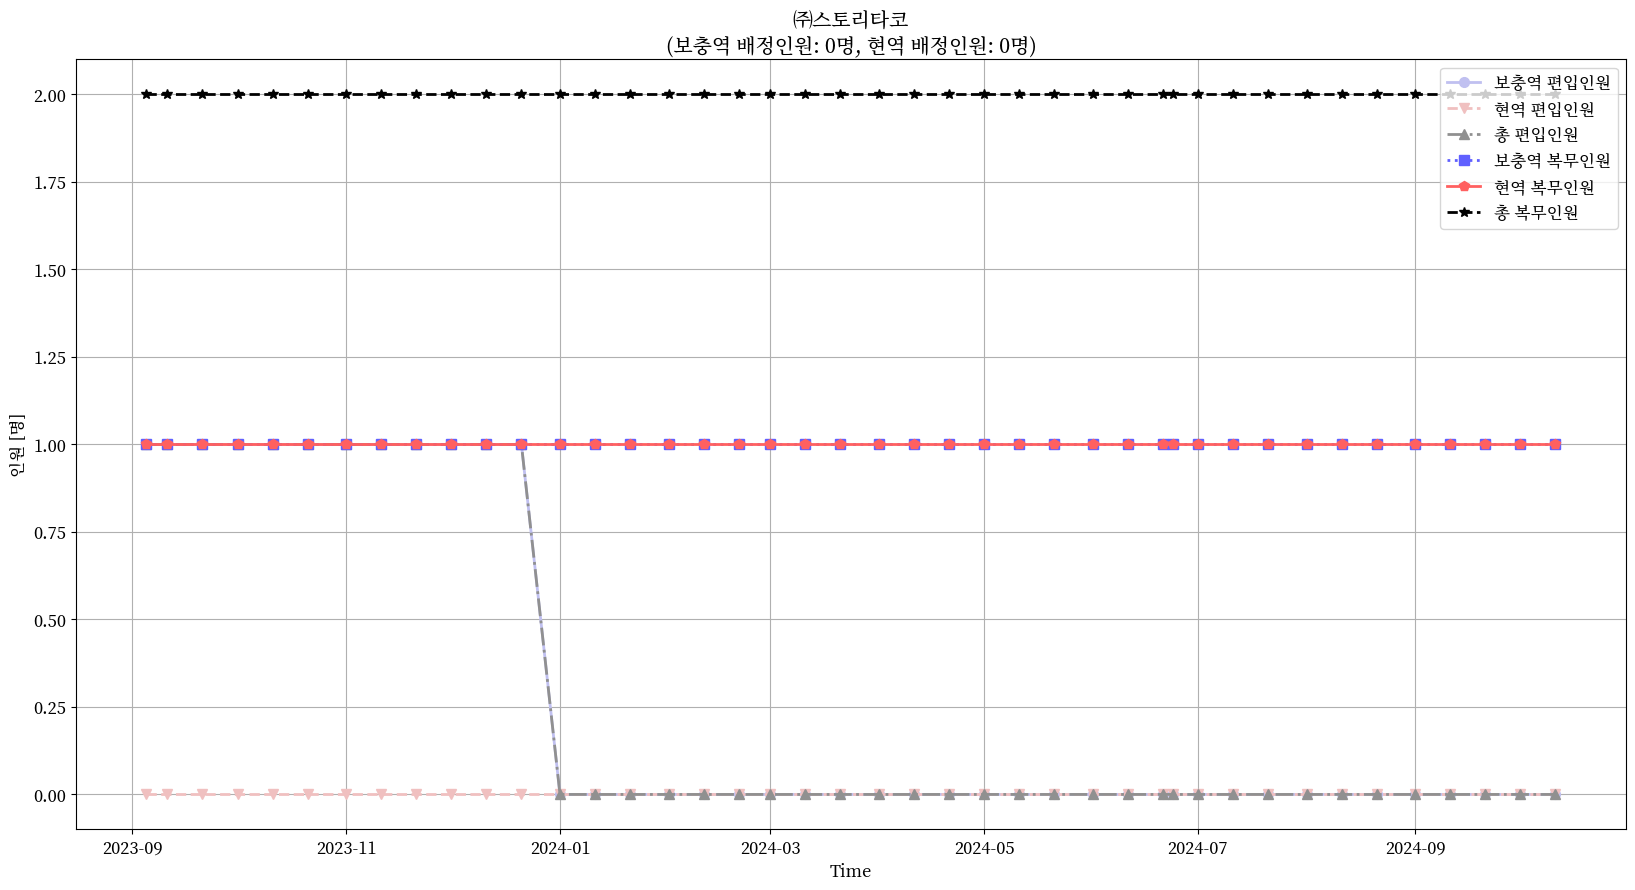 ㈜스토리타코
(보충역 배정인원: 0명, 현역 배정인원: 0명)
보충역 편입인원
현역 편입인원
총 편입인원
보충역 복무인원
현역 복무인원
총 복무인원
인원 [명]
2.00
1.75
1.50
1.25
1.00
0.75
0.50
0.25
0.00
2023-09 2023-11 2024-01 2024-03 2024-05 2024-07 2024-09
Time